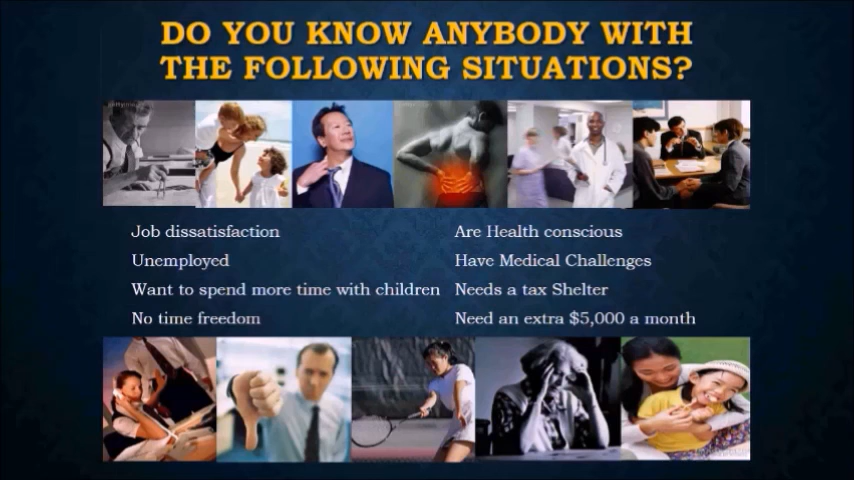 DO YOU KNOW ANYBODY WITH
THE FOLLOWING SITUATIONS?
Job dissatisfaction
Unemployed
Want to spend more time with children
No time freedom
Are Health conscious
Have Medical Challenges
Needs a tax Shelter
Need an extra $5,000 a month